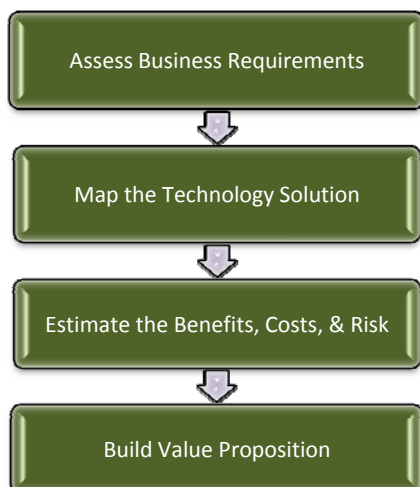 Assess Business Requirements
Map the Technology Solution
Estimate the Benefits, Costs, & Risk
Build Value Proposition